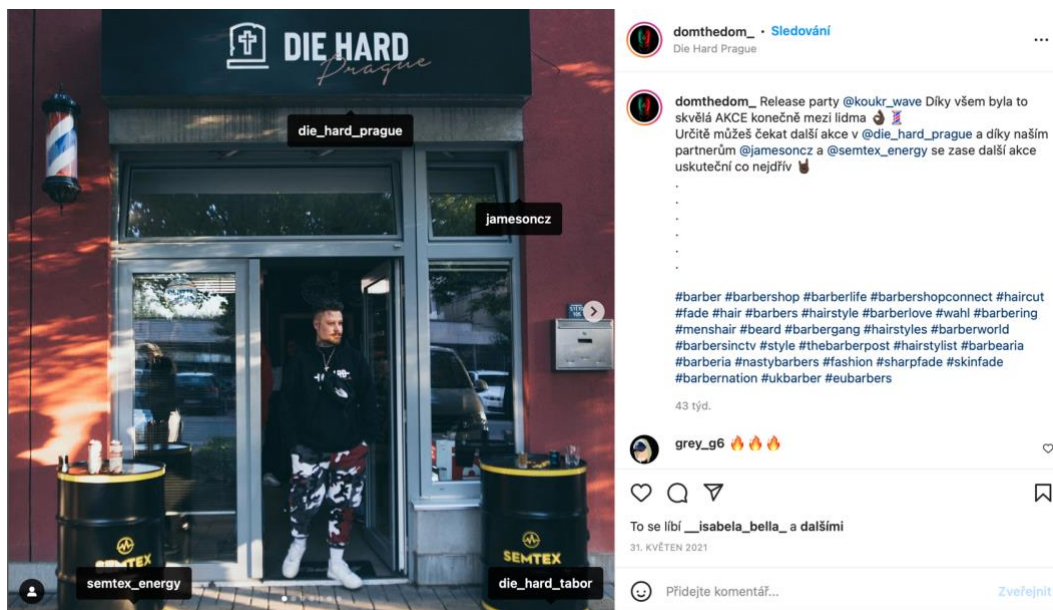 DIE HARD
Prague
die_hard_prague
jamesoncz
SEMTEX
SEMTEX
semtex_energy
die_hard_tabor
domthedom_ • Sledování
Die Hard Prague
domthedom_ Release party @koukr_wave Díky všem byla to
skvělá AKCE konečně mezi lidma 👌🏿 💈
Určitě můžeš čekat další akce v @die_hard_prague a díky naším
partnerům @jamesoncz a @semtex_energy se zase další akce
uskuteční co nejdřív 🤘🏿
.
.
.
.
.
.
#barber #barbershop #barberlife #barbershopconnect #haircut
#fade #hair #barbers #hairstyle #barberlove #wahl #barbering
#menshair #beard #barbergang #hairstyles #barberworld
#barbersinctv #style #thebarberpost #hairstylist #barbearia
#barberia #nastybarbers #fashion #sharpfade #skinfade
#barbernation #ukbarber #eubarbers
43 týd.
grey_g6 🔥🔥🔥
To se líbí __isabela_bella_ a dalšími
31. KVĚTEN 2021
Přidejte komentář...
Zveřejnit